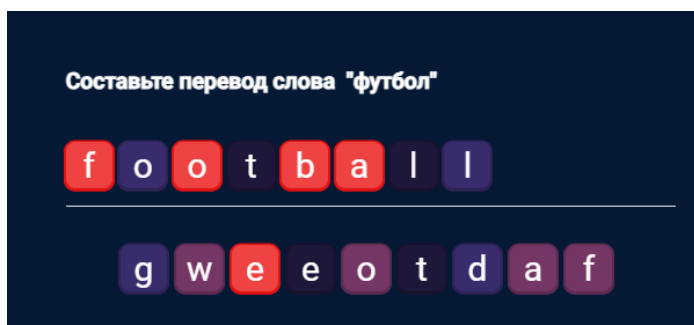 Составьте перевод слова "футбол"
f o o t b a l l
g w e e o t d a f